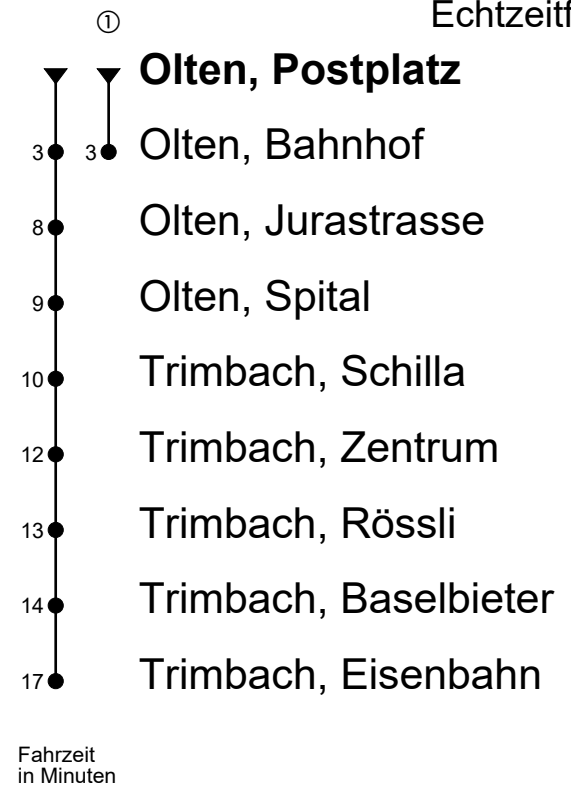 ① Echtzeitf
Olten, Postplatz
3 3 Olten, Bahnhof
8 Olten, Jurastrasse
9 Olten, Spital
10 Trimbach, Schilla
12 Trimbach, Zentrum
13 Trimbach, Rössli
14 Trimbach, Baselbieter
17 Trimbach, Eisenbahn
Fahrzeit
in Minuten